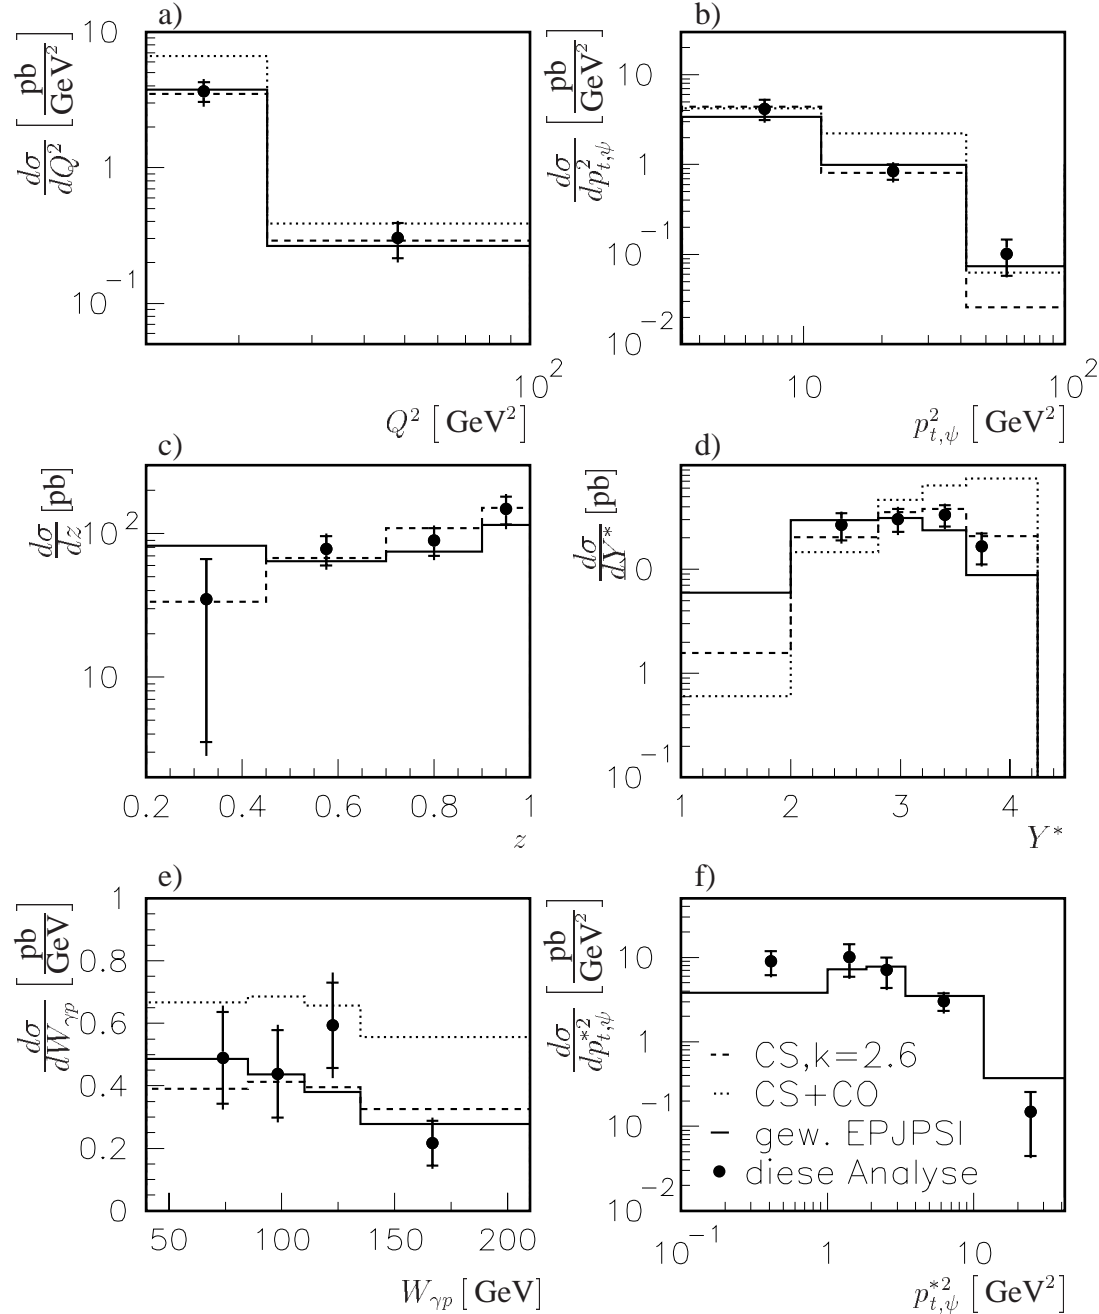 a)
dσ/dQ² [pb/GeV²]
10
1
10⁻¹
10²
Q² [GeV²]
b)
dσ/dp²ₜ,ψ [pb/GeV²]
10
1
10⁻¹
10⁻²
10
10²
p²ₜ,ψ [GeV²]
c)
dσ/dz [pb]
10²
10
0.2 0.4 0.6 0.8 1
z
d)
dσ/dY* [pb]
10
1
10⁻¹
1 2 3 4
Y*
e)
dσ/dWγp [pb/GeV]
1
0.8
0.6
0.4
0.2
0
50 100 150 200
Wγp [GeV]
f)
dσ/dp*²ₜ,ψ [pb/GeV²]
10
1
10⁻¹
10⁻²
CS,k=2.6
CS+CO
gew. EPJPSI
diese Analyse
10⁻¹ 1 10
p*²ₜ,ψ [GeV²]